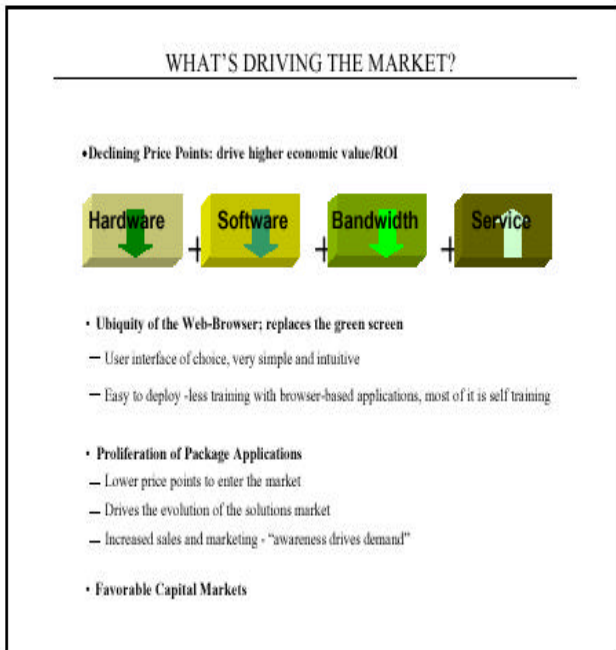 WHAT'S DRIVING THE MARKET?
•Declining Price Points: drive higher economic value/ROI
Hardware + Software + Bandwidth + Service
• Ubiquity of the Web-Browser; replaces the green screen
– User interface of choice, very simple and intuitive
– Easy to deploy -less training with browser-based applications, most of it is self training
• Proliferation of Package Applications
– Lower price points to enter the market
– Drives the evolution of the solutions market
– Increased sales and marketing - “awareness drives demand”
• Favorable Capital Markets